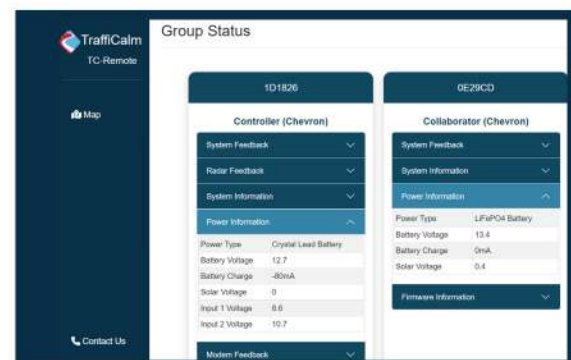 TraffiCalm
TC-Remote
Map
Contact Us
Group Status
1D1826
Controller (Chevron)
System Feedback
Radar Feedback
System Information
Power Information
Power Type Crystal Lead Battery
Battery Voltage 12.7
Battery Charge -80mA
Solar Voltage 0
Input 1 Voltage 8.6
Input 2 Voltage 10.7
Modem Feedback
0E29CD
Collaborator (Chevron)
System Feedback
System Information
Power Information
Power Type LiFePO4 Battery
Battery Voltage 13.4
Battery Charge 0mA
Solar Voltage 0.4
Firmware Information